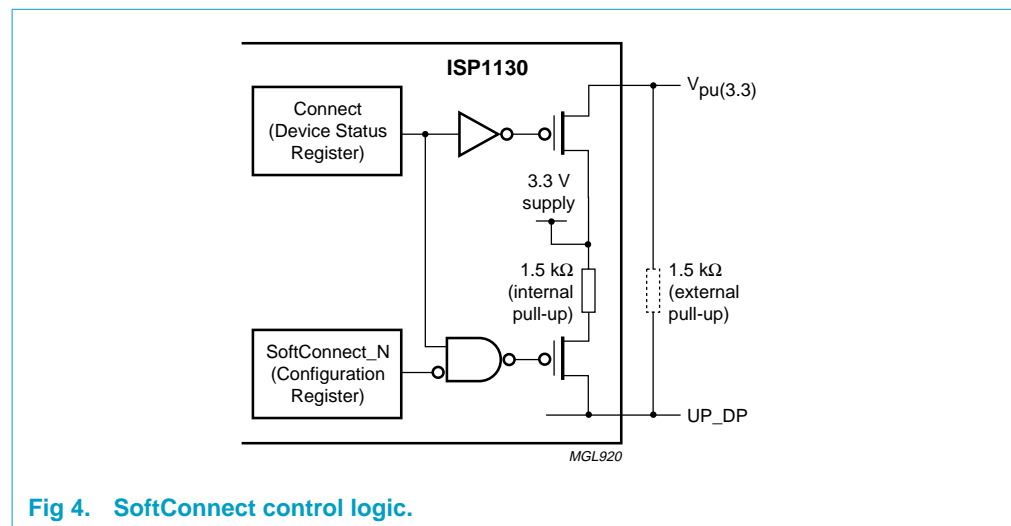 ISP1130
Connect
(Device Status
Register)
Vpu(3.3)
3.3 V
supply
1.5 kΩ
(internal
pull-up)
1.5 kΩ
(external
pull-up)
SoftConnect_N
(Configuration
Register)
UP_DP
MGL920
Fig 4. SoftConnect control logic.